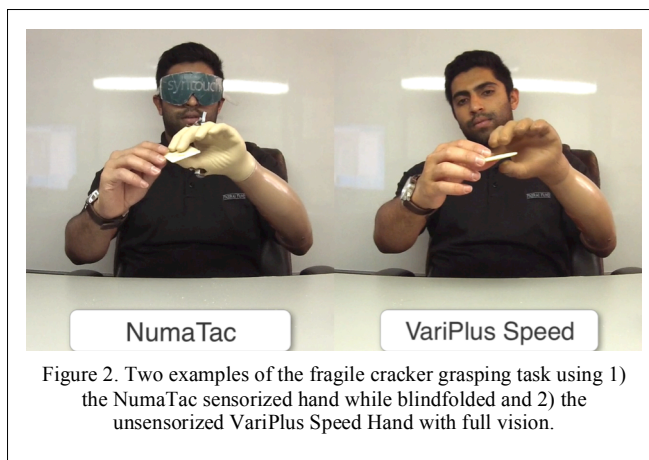 syntouch
NumaTac
VariPlus Speed
Figure 2. Two examples of the fragile cracker grasping task using 1)
the NumaTac sensorized hand while blindfolded and 2) the
unsensorized VariPlus Speed Hand with full vision.